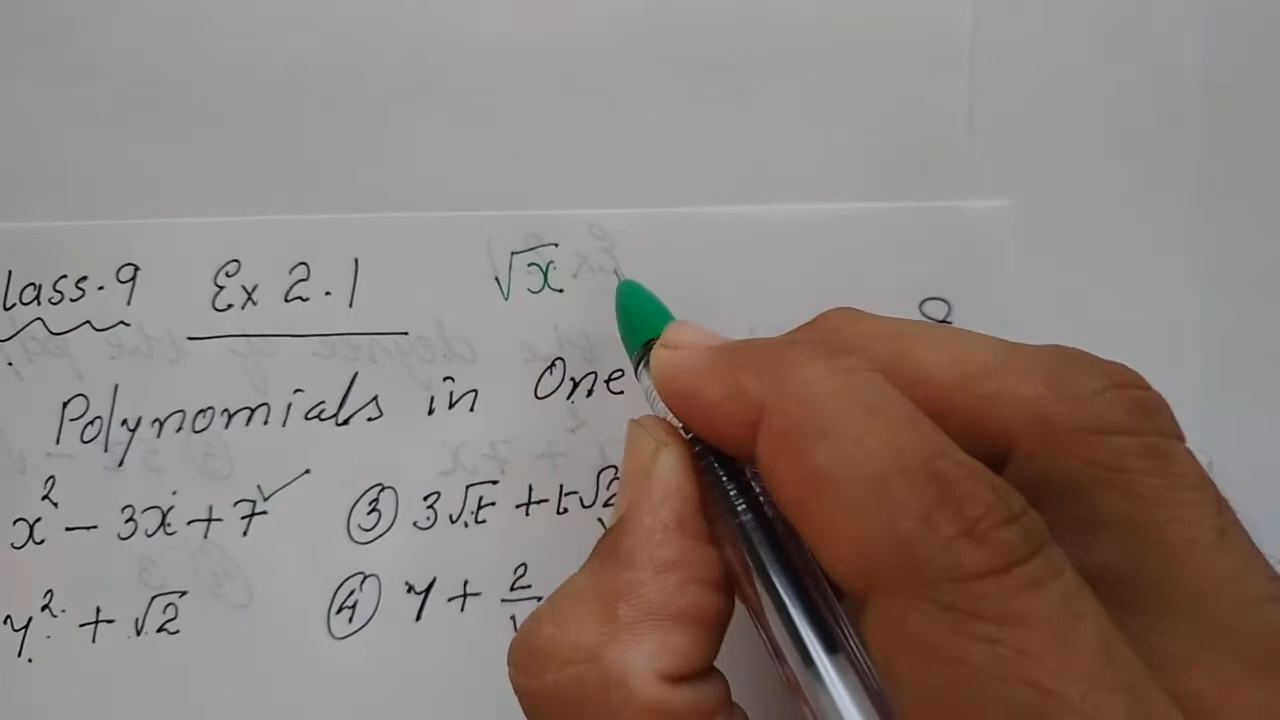 lass.9 Ex 2.1 √x
Polynomials in One
x² - 3x + 7 ✓ ③ 3√t + t√2
y² + √2 ④ y + 2/